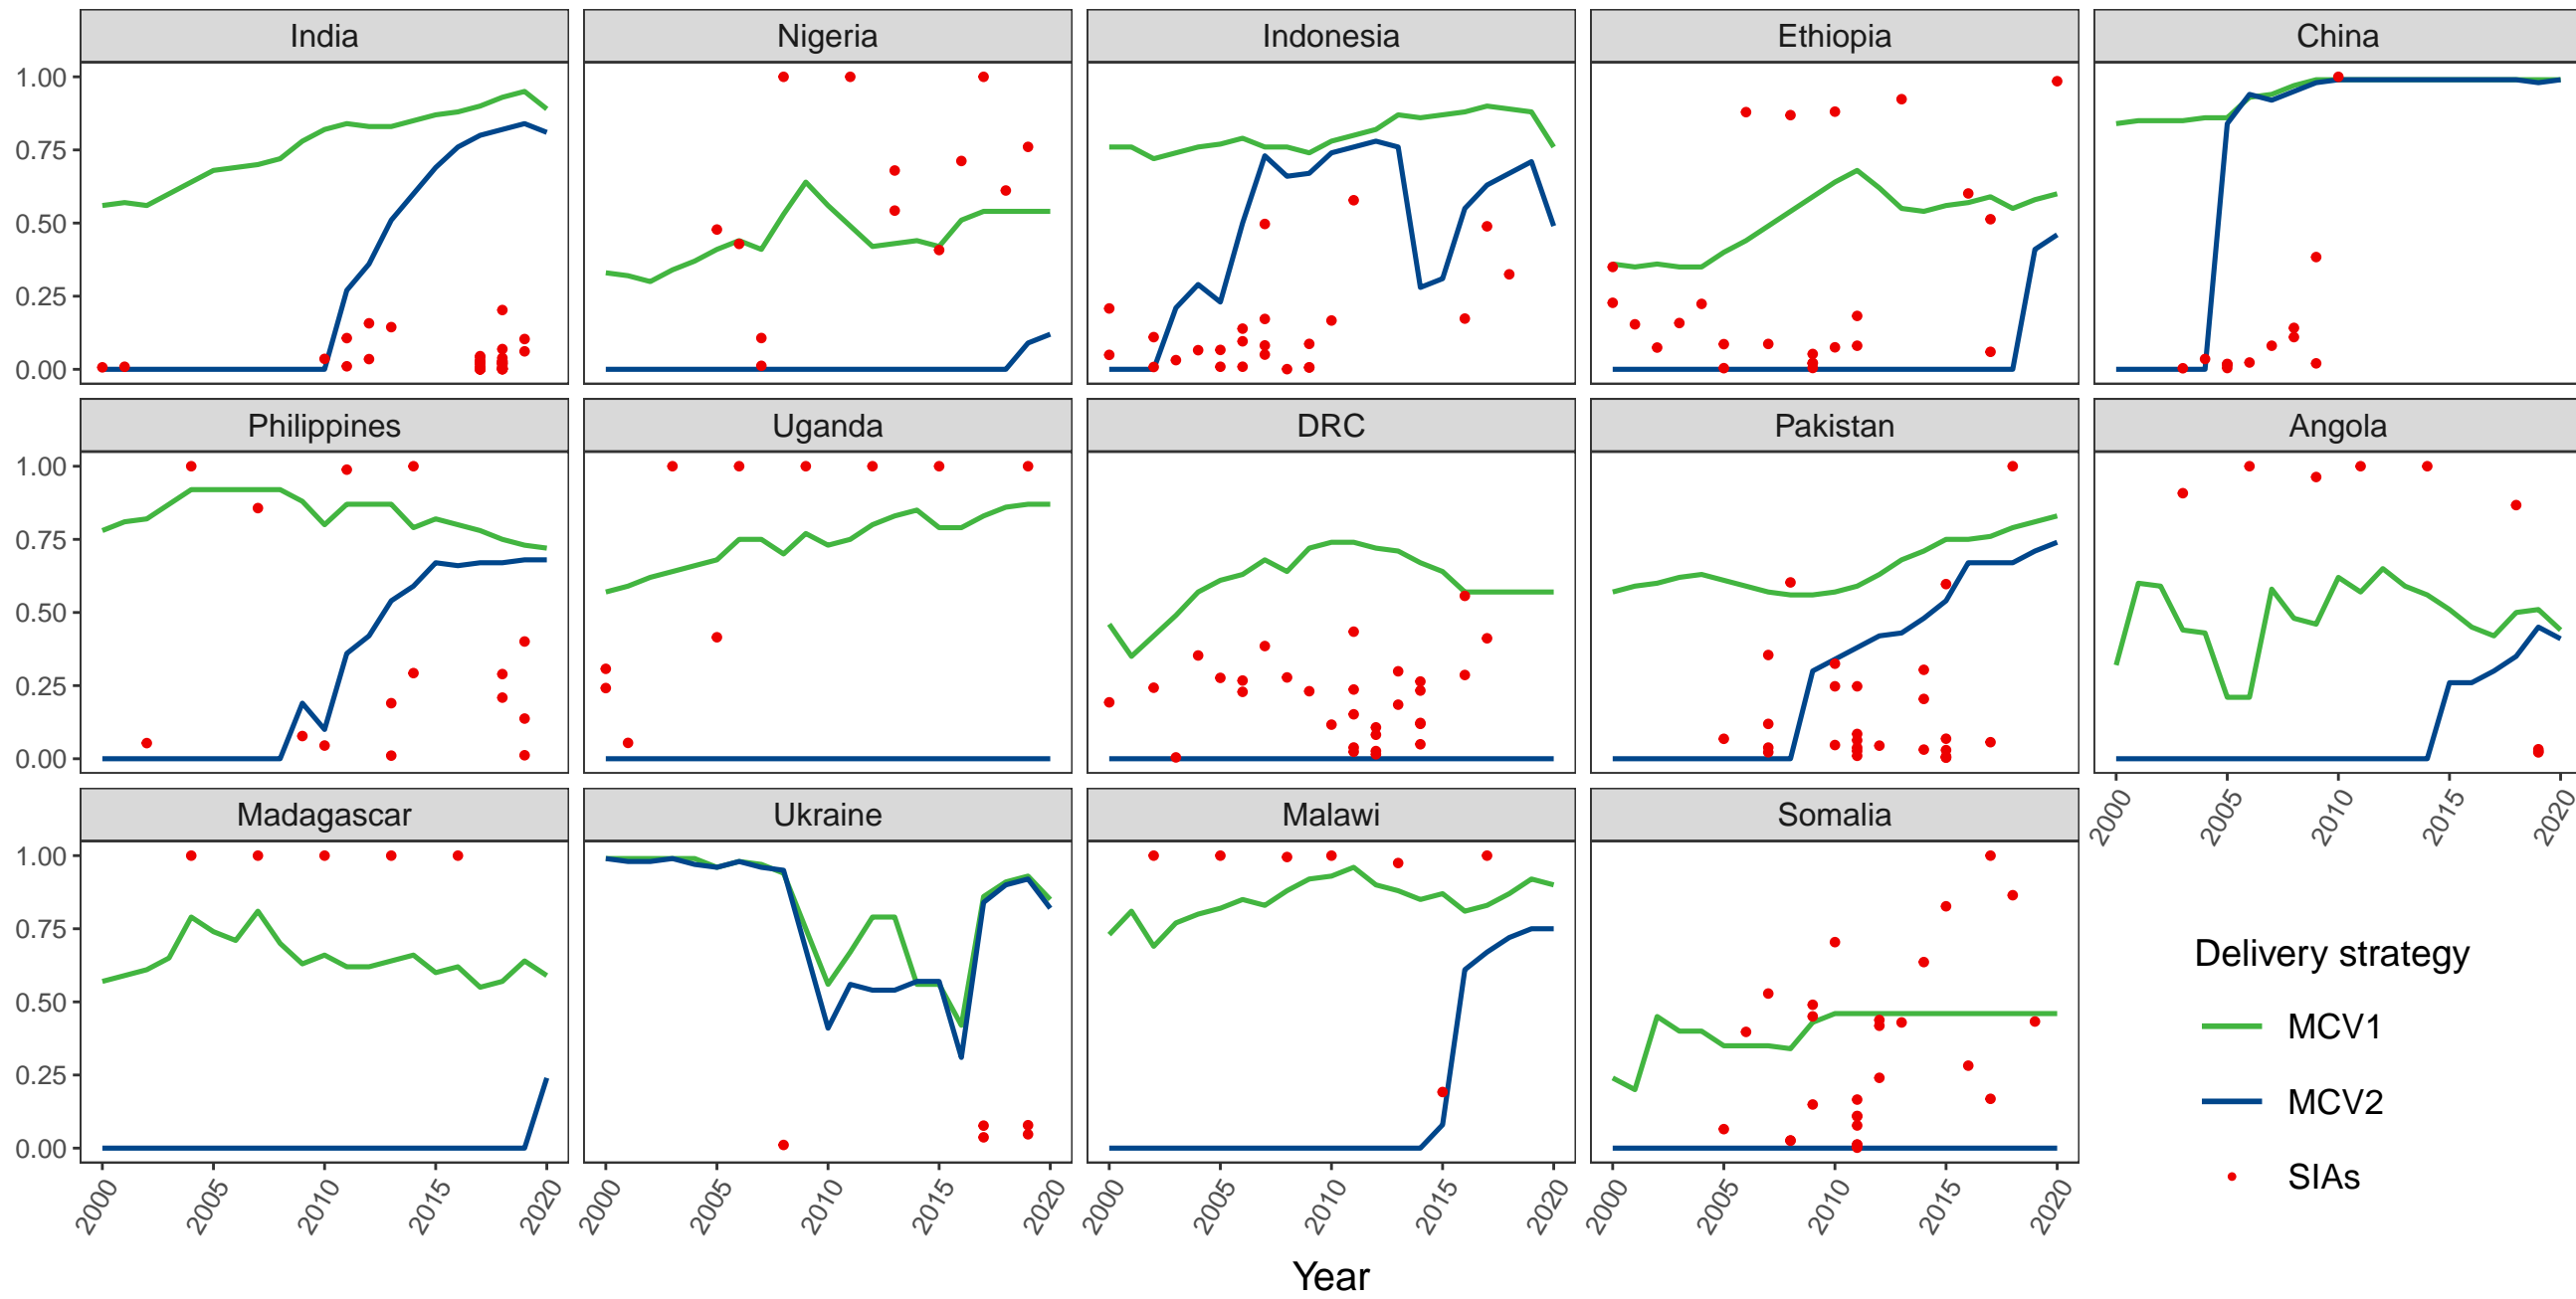 India Nigeria Indonesia Ethiopia China
1.00
0.75
0.50
0.25
0.00
Philippines Uganda DRC Pakistan Angola
1.00
0.75
0.50
0.25
0.00
2000 2005 2010 2015 2020
Madagascar Ukraine Malawi Somalia
1.00
0.75
0.50
0.25
0.00
2000 2005 2010 2015 2020 2000 2005 2010 2015 2020 2000 2005 2010 2015 2020 2000 2005 2010 2015 2020
Year
Delivery strategy
MCV1
MCV2
SIAs